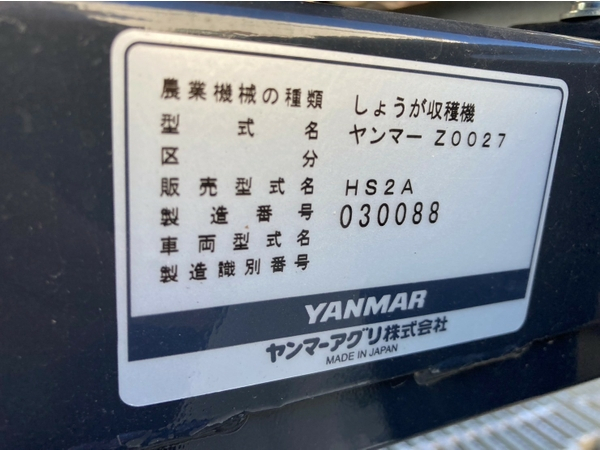 農業機械の種類 しょうが収穫機
型式名 ヤンマー Z0027
区分
販売型式名 HS2A
製造番号 030088
車両型式名
製造識別番号
YANMAR
ヤンマーアグリ株式会社
MADE IN JAPAN